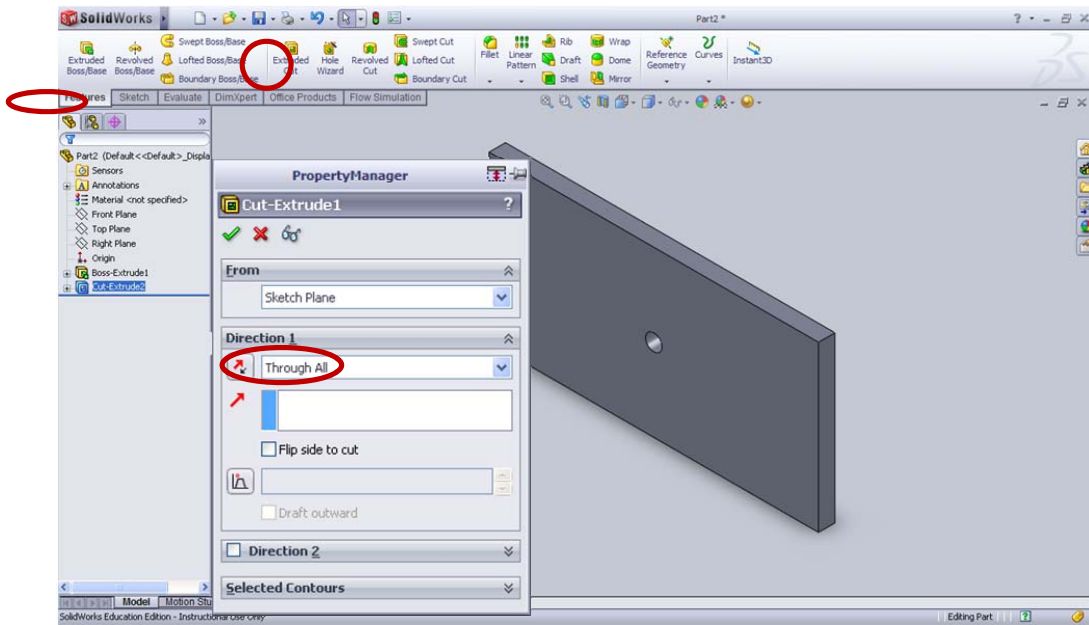 SolidWorks
Part2 *
Extruded Boss/Base
Revolved Boss/Base
Swept Boss/Base
Lofted Boss/Base
Boundary Boss/Base
Extruded Cut
Hole Wizard
Revolved Cut
Swept Cut
Lofted Cut
Boundary Cut
Fillet
Linear Pattern
Rib
Draft
Shell
Wrap
Dome
Mirror
Reference Geometry
Curves
Instant3D
Features Sketch Evaluate DimXpert Office Products Flow Simulation
Part2 (Default<<Default>_Displa
Sensors
Annotations
Material <not specified>
Front Plane
Top Plane
Right Plane
Origin
Boss-Extrude1
Cut-Extrude2
PropertyManager
Cut-Extrude1 ?
From
Sketch Plane
Direction 1
Through All
Flip side to cut
Draft outward
Direction 2
Selected Contours
Model Motion Stu
SolidWorks Education Edition - Instructional Use Only
Editing Part